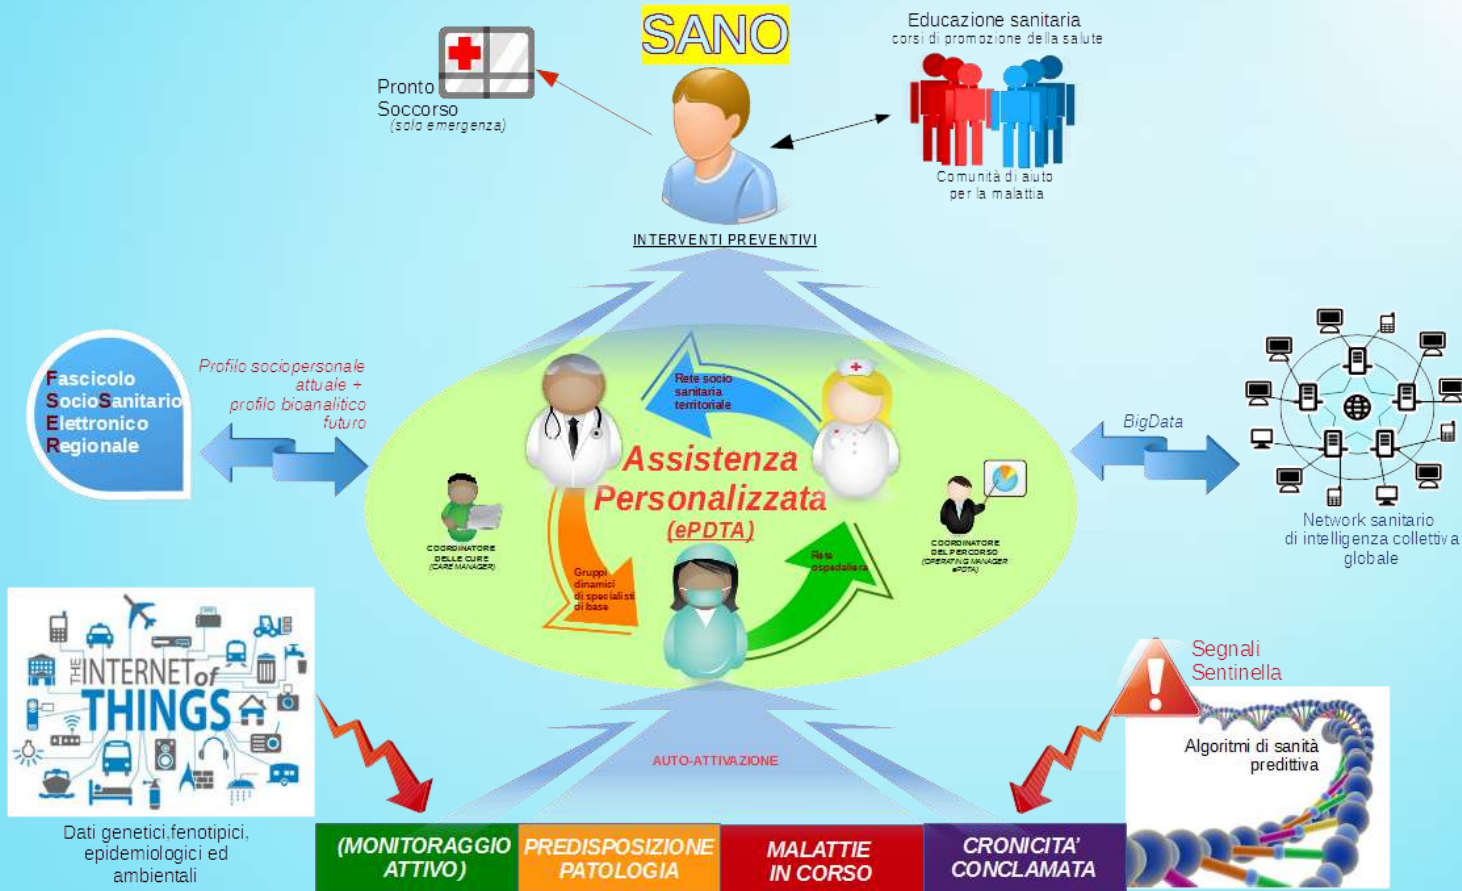 SANO
Educazione sanitaria
corsi di promozione della salute
Pronto
Soccorso
(solo emergenza)
Comunità di aiuto
per la malattia
INTERVENTI PREVENTIVI
Fascicolo
SocioSanitario
Elettronico
Regionale
Profilo sociopersonale
attuale +
profilo bioanalitico
futuro
Rete socio
sanitaria
territoriale
BigData
Assistenza
Personalizzata
(ePDTA)
COORDINATORE
DELLE CURE
(CARE MANAGER)
COORDINATORE
DEL PERCORSO
(OPERATING MANAGER
ePDTA)
Gruppi
dinamici
di specialisti
di base
Rete
ospedaliera
Network sanitario
di intelligenza collettiva
globale
THE
INTERNET of
THINGS
Segnali
Sentinella
Algoritmi di sanità
predittiva
AUTO-ATTIVAZIONE
Dati genetici,fenotipici,
epidemiologici ed
ambientali
(MONITORAGGIO
ATTIVO)
PREDISPOSIZIONE
PATOLOGIA
MALATTIE
IN CORSO
CRONICITA'
CONCLAMATA